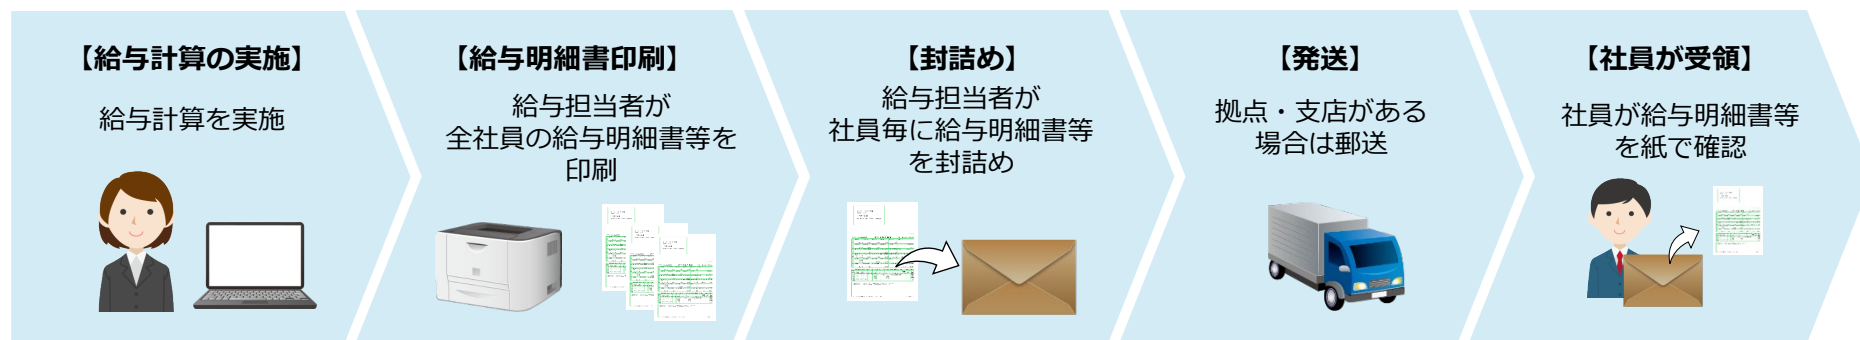 【給与計算の実施】
給与計算を実施
【給与明細書印刷】
給与担当者が
全社員の給与明細書等を
印刷
【封詰め】
給与担当者が
社員毎に給与明細書等
を封詰め
【発送】
拠点・支店がある
場合は郵送
【社員が受領】
社員が給与明細書等
を紙で確認